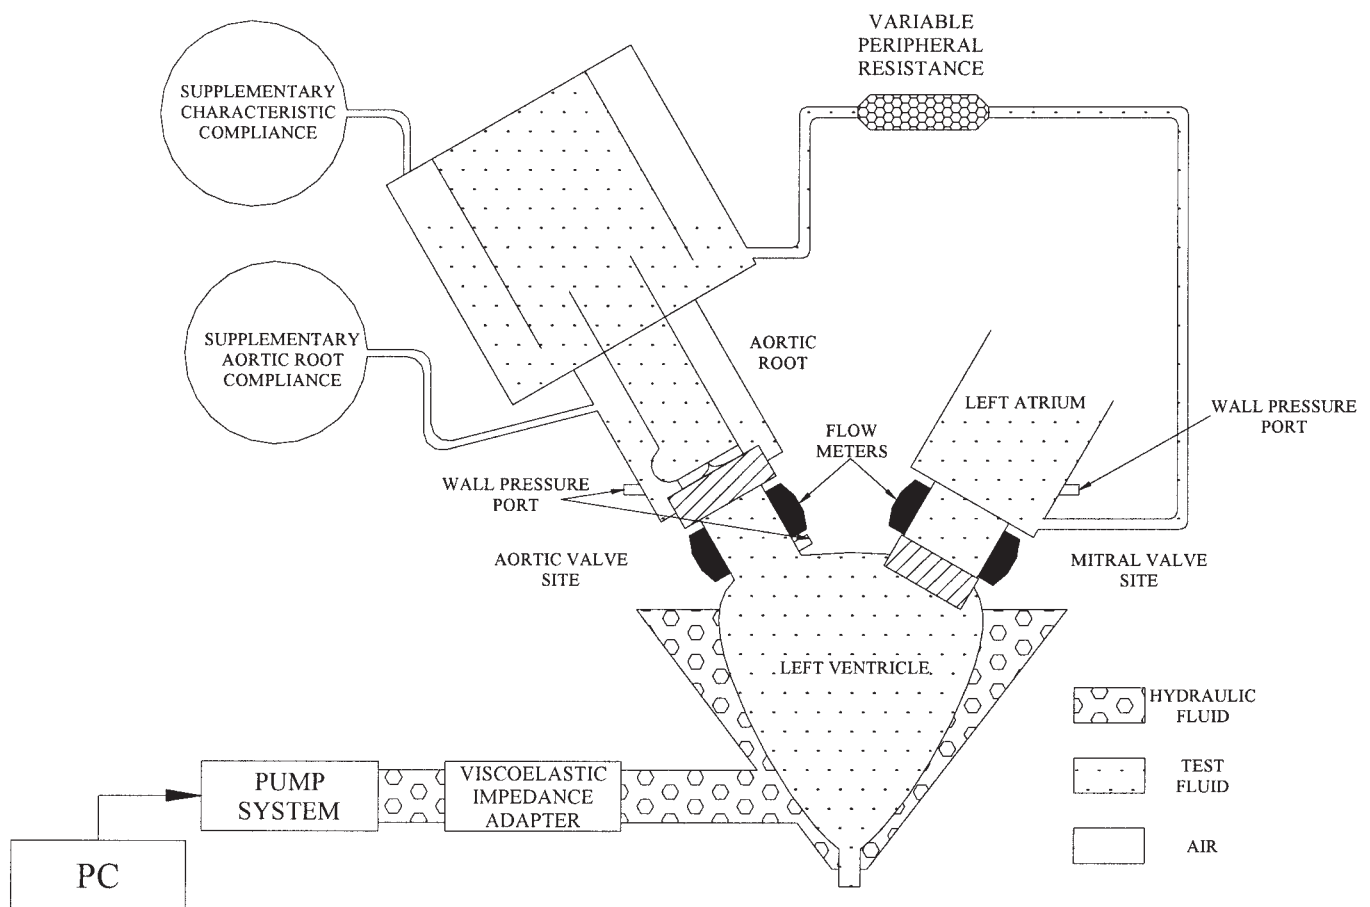 VARIABLE
PERIPHERAL
RESISTANCE
SUPPLEMENTARY
CHARACTERISTIC
COMPLIANCE
SUPPLEMENTARY
AORTIC ROOT
COMPLIANCE
AORTIC
ROOT
LEFT ATRIUM
WALL PRESSURE
PORT
FLOW
METERS
WALL PRESSURE
PORT
AORTIC VALVE
SITE
MITRAL VALVE
SITE
LEFT VENTRICLE
HYDRAULIC
FLUID
TEST
FLUID
AIR
PUMP
SYSTEM
VISCOELASTIC
IMPEDANCE
ADAPTER
PC